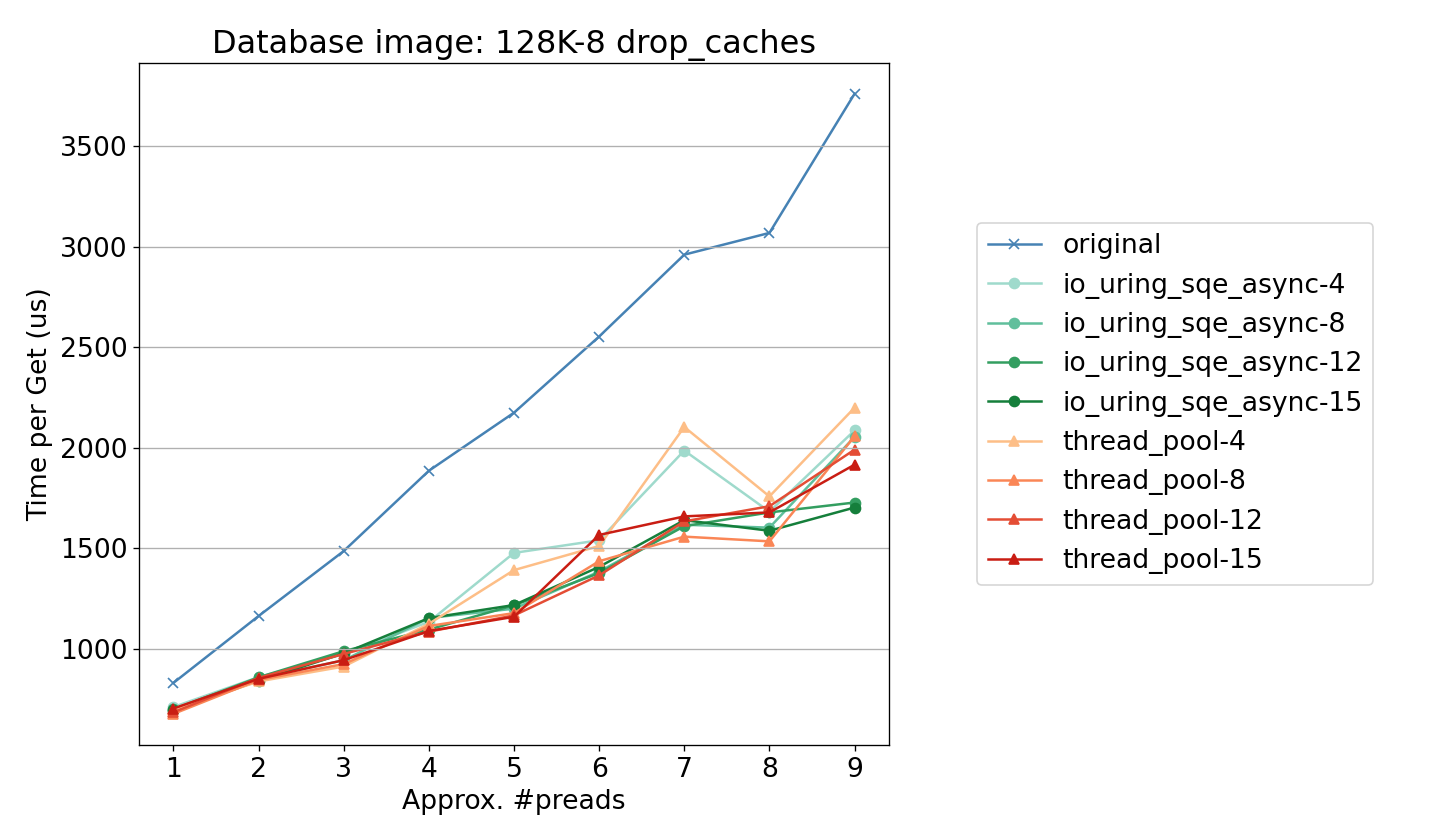 Database image: 128K-8 drop_caches
Time per Get (us)
3500
3000
2500
2000
1500
1000
1 2 3 4 5 6 7 8 9
Approx. #preads
original
io_uring_sqe_async-4
io_uring_sqe_async-8
io_uring_sqe_async-12
io_uring_sqe_async-15
thread_pool-4
thread_pool-8
thread_pool-12
thread_pool-15